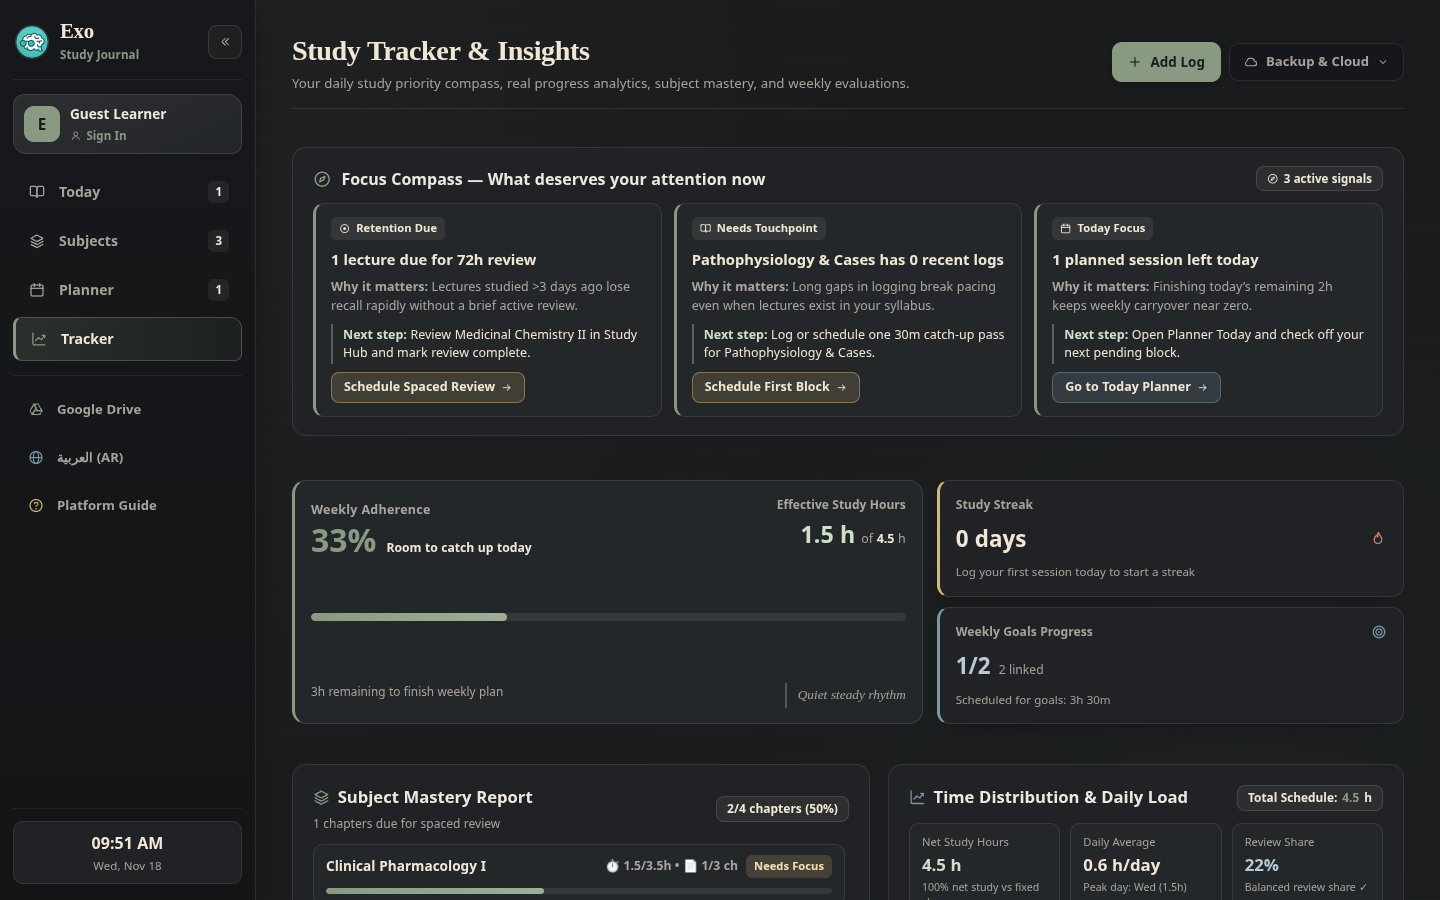 Exo
Study Journal
E
Guest Learner
Sign In
Today
1
Subjects
3
Planner
1
Tracker
Google Drive
العربية (AR)
Platform Guide
09:51 AM
Wed, Nov 18
Study Tracker & Insights
Your daily study priority compass, real progress analytics, subject mastery, and weekly evaluations.
Add Log
Backup & Cloud
Focus Compass — What deserves your attention now
3 active signals
Retention Due
1 lecture due for 72h review
Why it matters: Lectures studied >3 days ago lose
recall rapidly without a brief active review.
Next step: Review Medicinal Chemistry II in Study
Hub and mark review complete.
Schedule Spaced Review →
Needs Touchpoint
Pathophysiology & Cases has 0 recent logs
Why it matters: Long gaps in logging break pacing
even when lectures exist in your syllabus.
Next step: Log or schedule one 30m catch-up pass
for Pathophysiology & Cases.
Schedule First Block →
Today Focus
1 planned session left today
Why it matters: Finishing today's remaining 2h
keeps weekly carryover near zero.
Next step: Open Planner Today and check off your
next pending block.
Go to Today Planner →
Weekly Adherence
33% Room to catch up today
Effective Study Hours
1.5 h of 4.5 h
3h remaining to finish weekly plan
Quiet steady rhythm
Study Streak
0 days
Log your first session today to start a streak
Weekly Goals Progress
1/2 2 linked
Scheduled for goals: 3h 30m
Subject Mastery Report
1 chapters due for spaced review
2/4 chapters (50%)
Clinical Pharmacology I
⏱ 1.5/3.5h • 📄 1/3 ch
Needs Focus
Time Distribution & Daily Load
Total Schedule: 4.5 h
Net Study Hours
4.5 h
100% net study vs fixed
Daily Average
0.6 h/day
Peak day: Wed (1.5h)
Review Share
22%
Balanced review share ✓